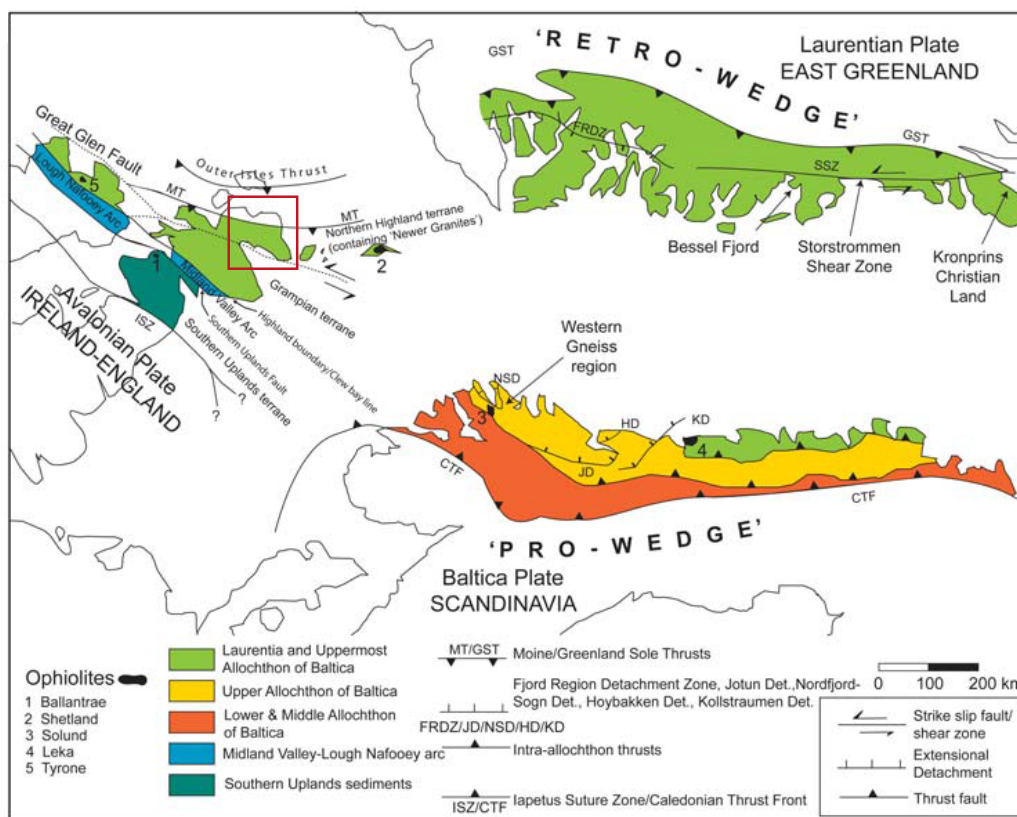 'RETRO-WEDGE'
GST
Laurentian Plate
EAST GREENLAND
GST
FRDZ
SSZ
Bessel Fjord
Storstrommen
Shear Zone
Kronprins
Christian
Land
Great Glen Fault
Outer Isles Thrust
Lough Nafooey Arc
5
MT
MT
Northern Highland terrane
(containing 'Newer Granites')
2
1
Midland Valley Arc
Grampian terrane
Highland boundary/Clew bay line
Southern Uplands Fault
Southern Uplands terrane
ISZ
Avalonian Plate
IRELAND-ENGLAND
?
?
Western
Gneiss
region
NSD
3
HD
KD
4
JD
CTF
CTF
'PRO-WEDGE'
Baltica Plate
SCANDINAVIA
Ophiolites
1 Ballantrae
2 Shetland
3 Solund
4 Leka
5 Tyrone
Laurentia and Uppermost
Allochthon of Baltica
Upper Allochthon of Baltica
Lower & Middle Allochthon
of Baltica
Midland Valley-Lough Nafooey arc
Southern Uplands sediments
MT/GST
Moine/Greenland Sole Thrusts
Fjord Region Detachment Zone, Jotun Det.,Nordfjord-
Sogn Det., Hoybakken Det., Kollstraumen Det.
FRDZ/JD/NSD/HD/KD
Intra-allochthon thrusts
ISZ/CTF
Iapetus Suture Zone/Caledonian Thrust Front
0 100 200 km
Strike slip fault/
shear zone
Extensional
Detachment
Thrust fault